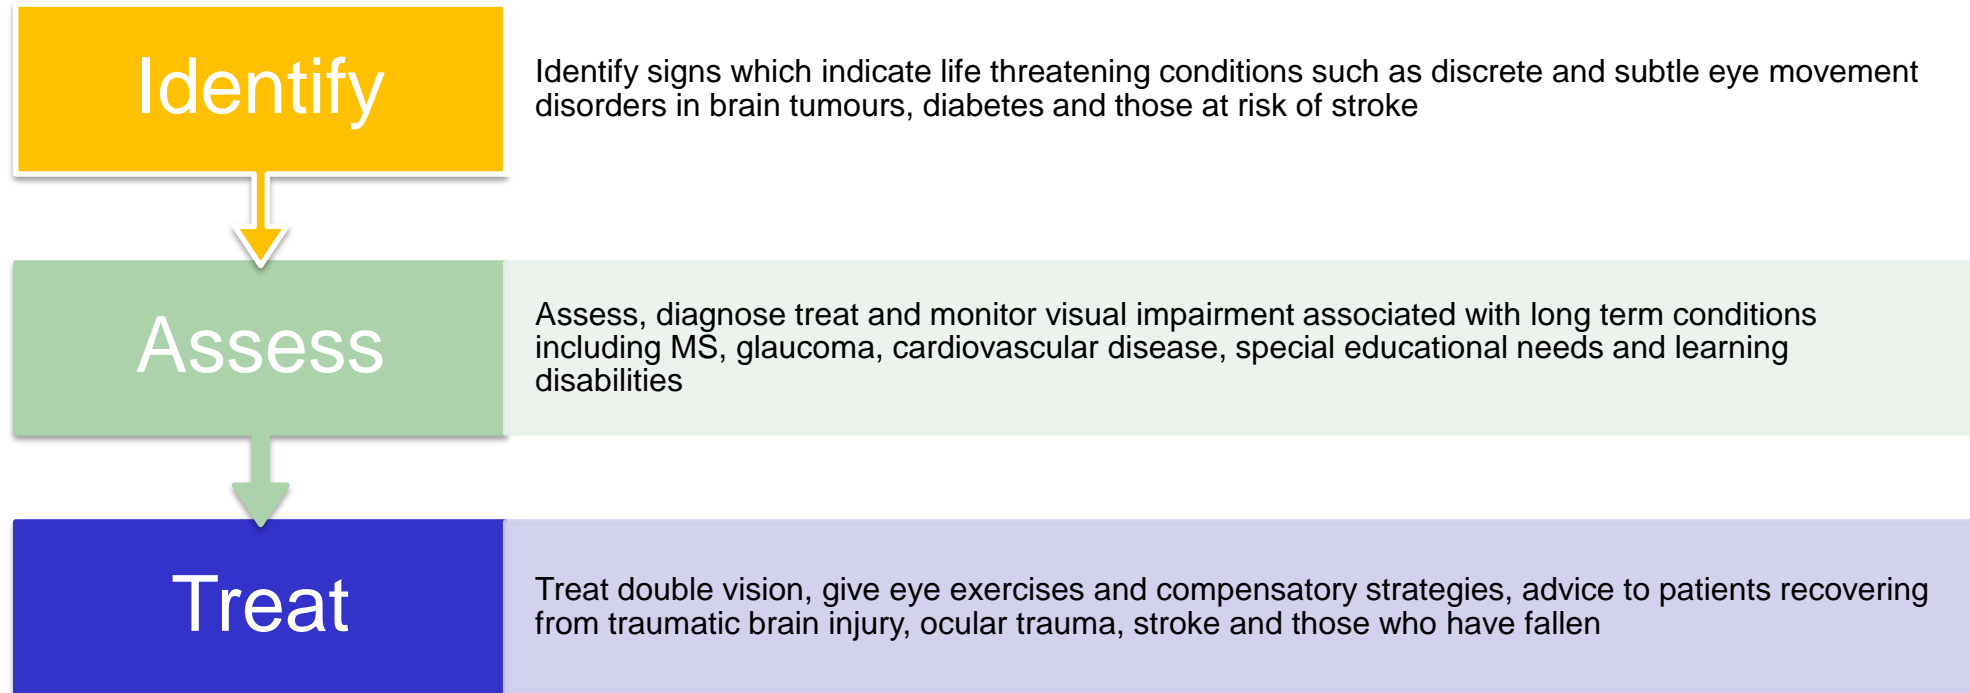 Identify
Identify signs which indicate life threatening conditions such as discrete and subtle eye movement
disorders in brain tumours, diabetes and those at risk of stroke
Assess
Assess, diagnose treat and monitor visual impairment associated with long term conditions
including MS, glaucoma, cardiovascular disease, special educational needs and learning
disabilities
Treat
Treat double vision, give eye exercises and compensatory strategies, advice to patients recovering
from traumatic brain injury, ocular trauma, stroke and those who have fallen